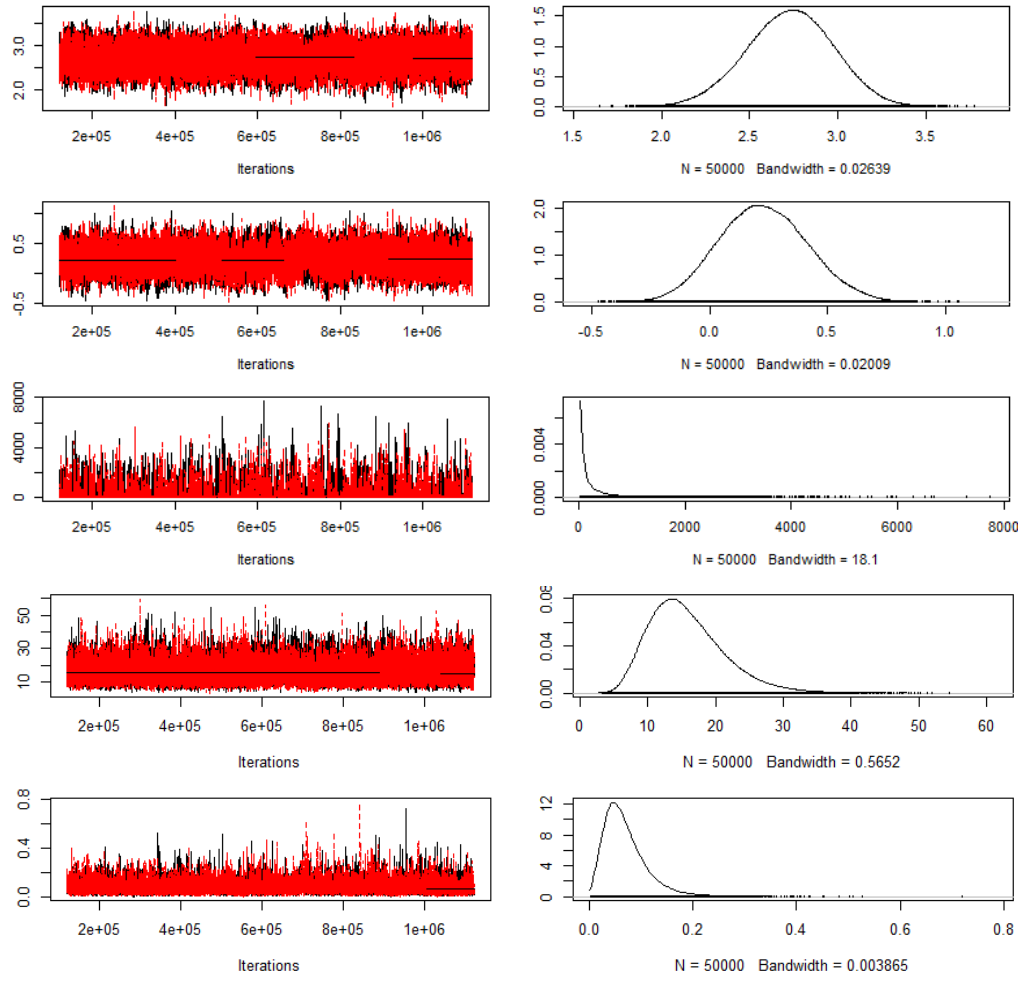 2.0 3.0
2e+05 4e+05 6e+05 8e+05 1e+06
Iterations
0.0 0.5 1.0 1.5
1.5 2.0 2.5 3.0 3.5
N = 50000 Bandwidth = 0.02639
-0.5 0.5
2e+05 4e+05 6e+05 8e+05 1e+06
Iterations
0.0 1.0 2.0
-0.5 0.0 0.5 1.0
N = 50000 Bandwidth = 0.02009
0 4000 8000
2e+05 4e+05 6e+05 8e+05 1e+06
Iterations
0.000 0.004
0 2000 4000 6000 8000
N = 50000 Bandwidth = 18.1
10 30 50
2e+05 4e+05 6e+05 8e+05 1e+06
Iterations
0.00 0.04 0.08
0 10 20 30 40 50 60
N = 50000 Bandwidth = 0.5652
0.0 0.4 0.8
2e+05 4e+05 6e+05 8e+05 1e+06
Iterations
0 4 8 12
0.0 0.2 0.4 0.6 0.8
N = 50000 Bandwidth = 0.003865